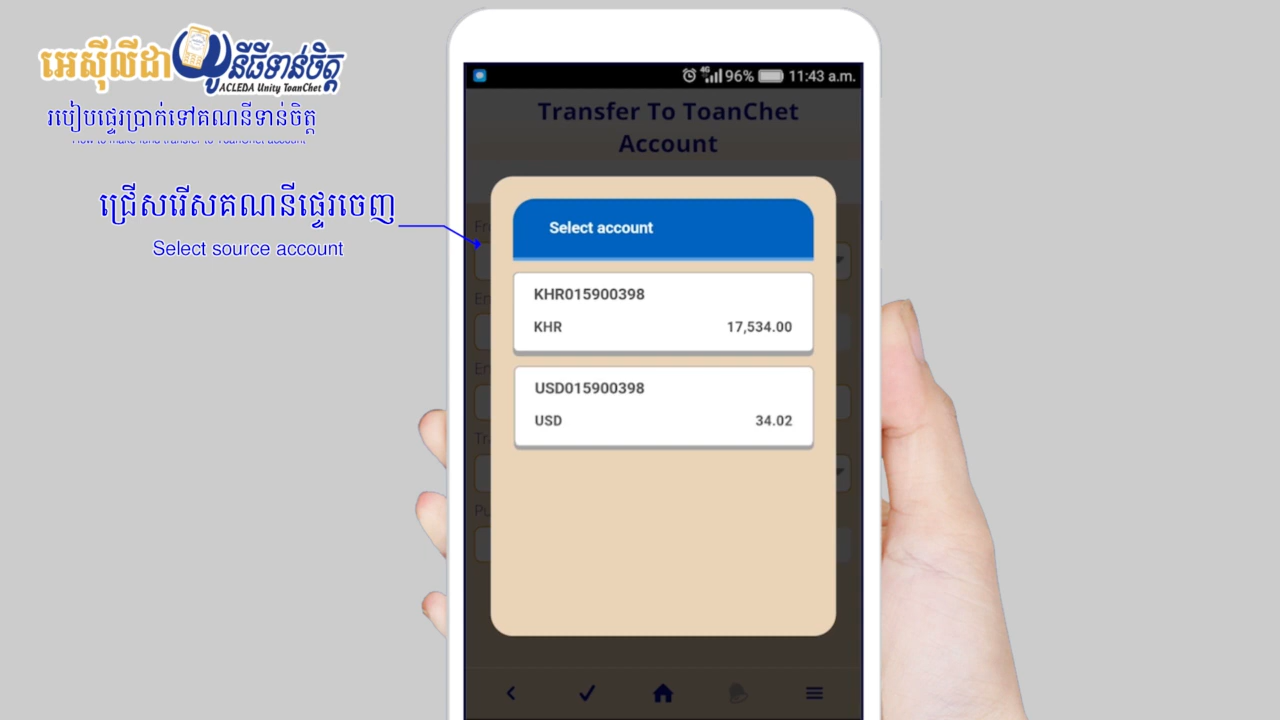 អេស៊ីលីដា យូនីធីទាន់ចិត្ត
ACLEDA Unity ToanChet
របៀបផ្ទេរប្រាក់ទៅគណនីទាន់ចិត្ត
How to make fund transfer to ToanChet account
ជ្រើសរើសគណនីផ្ទេរចេញ
Select source account
4G 96% 11:43 a.m.
Transfer To ToanChet
Account
Select account
KHR015900398
KHR 17,534.00
USD015900398
USD 34.02